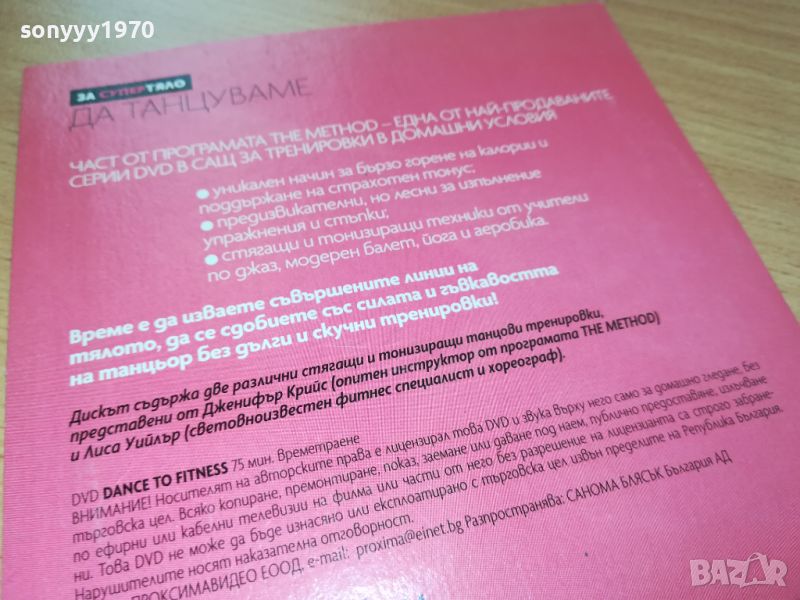 sonyyy1970
ЗА СУПЕРТЯЛО
ДА ТАНЦУВАМЕ
ЧАСТ ОТ ПРОГРАМАТА THE METHOD – ЕДНА ОТ НАЙ-ПРОДАВАНИТЕ
СЕРИИ DVD В САЩ ЗА ТРЕНИРОВКИ В ДОМАШНИ УСЛОВИЯ
● уникален начин за бързо горене на калории и
поддържане на страхотен тонус;
● предизвикателни, но лесни за изпълнение
упражнения и стъпки;
● стягащи и тонизиращи техники от учители
по джаз, модерен балет, йога и аеробика.
Време е да изваете съвършените линии на
тялото, да се сдобиете със силата и гъвкавостта
на танцьор без дълги и скучни тренировки!
Дискът съдържа две различни стягащи и тонизиращи танцови тренировки,
представени от Дженифър Крийс (опитен инструктор от програмата THE METHOD)
и Лиса Уийлър (световноизвестен фитнес специалист и хореограф).
DVD DANCE TO FITNESS 75 мин. Времетраене
ВНИМАНИЕ! Носителят на авторските права е лицензирал това DVD и звука върху него само за домашно гледане. Без
търговска цел. Всяко копиране, премонтиране, показ, заемане или даване под наем, публично предоставяне, излъчване
по ефирни или кабелни телевизии на филма или части от него без разрешение на лицензианта са строго забране-
ни. Това DVD не може да бъде изнасяно или експлоатирано с търговска цел извън пределите на Република България.
Нарушителите носят наказателна отговорност.
ПРОКСИМАВИДЕО ЕООД, e-mail: proxima@einet.bg Разпространява: САНОМА БЛЯСЪК България АД
BAZAR